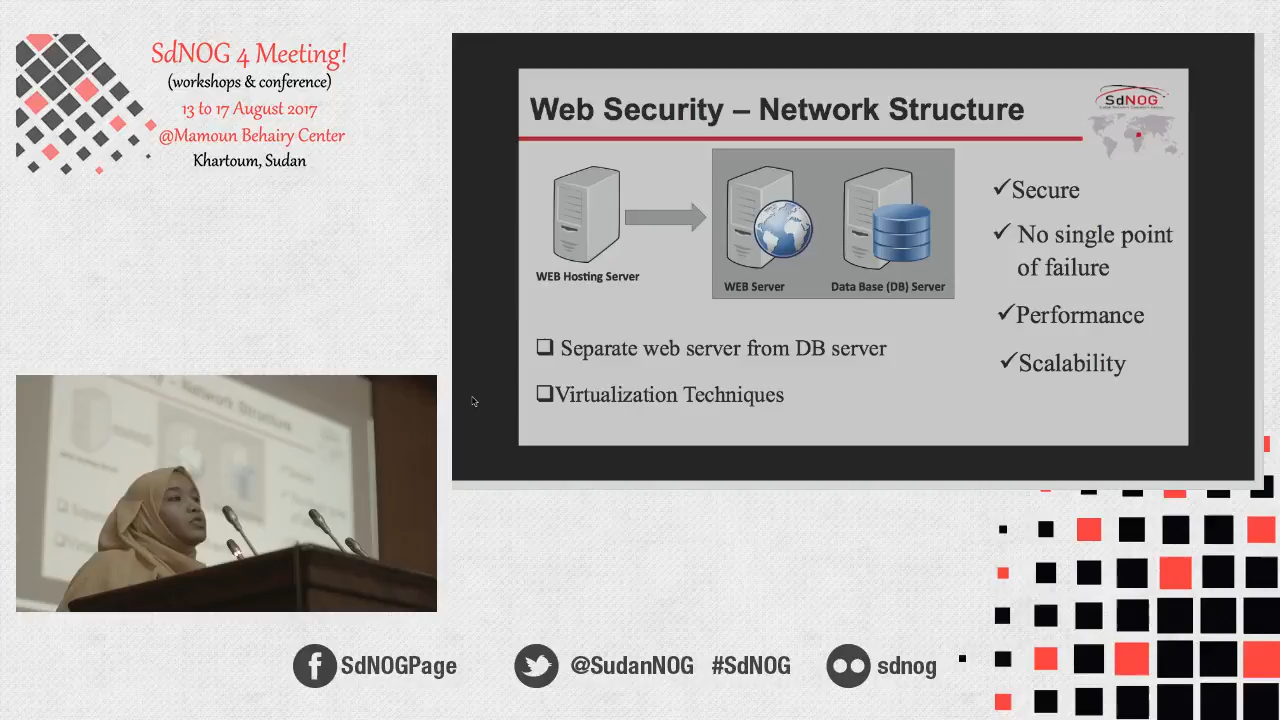 SdNOG 4 Meeting!
(workshops & conference)
13 to 17 August 2017
@Mamoun Behairy Center
Khartoum, Sudan
Web Security – Network Structure
SdNOG
WEB Hosting Server
WEB Server
Data Base (DB) Server
✓Secure
✓ No single point
of failure
✓Performance
✓Scalability
❑ Separate web server from DB server
❑Virtualization Techniques
Network Structure
SdNOGPage
@SudanNOG #SdNOG
sdnog